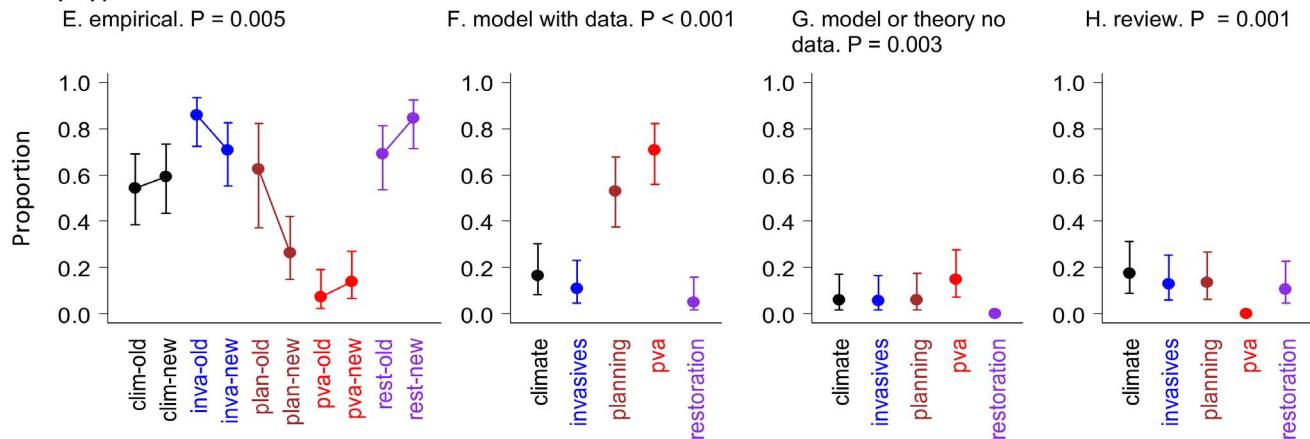 E. empirical. P = 0.005
F. model with data. P < 0.001
G. model or theory no
data. P = 0.003
H. review. P = 0.001
Proportion
1.0
0.8
0.6
0.4
0.2
0.0
clim-old
clim-new
inva-old
inva-new
plan-old
plan-new
pva-old
pva-new
rest-old
rest-new
1.0
0.8
0.6
0.4
0.2
0.0
climate
invasives
planning
pva
restoration
1.0
0.8
0.6
0.4
0.2
0.0
climate
invasives
planning
pva
restoration
1.0
0.8
0.6
0.4
0.2
0.0
climate
invasives
planning
pva
restoration